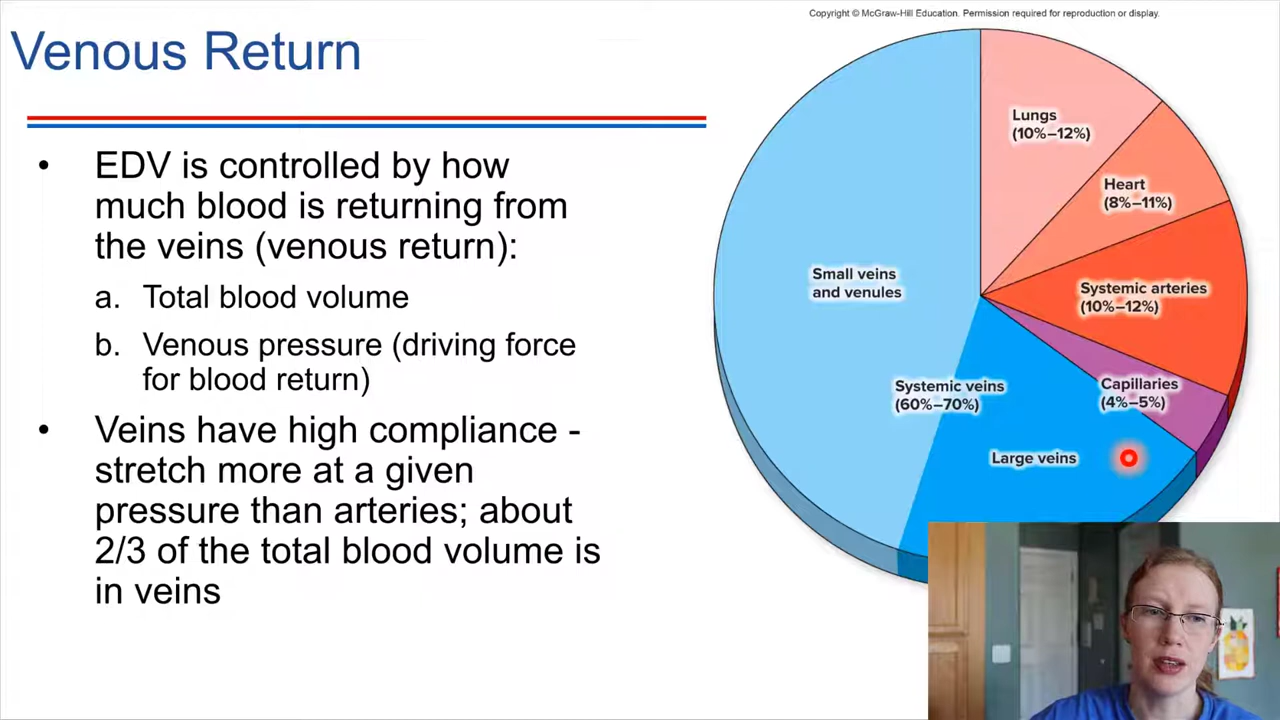 Copyright © McGraw-Hill Education. Permission required for reproduction or display.
Venous Return
• EDV is controlled by how
much blood is returning from
the veins (venous return):
a. Total blood volume
b. Venous pressure (driving force
for blood return)
• Veins have high compliance -
stretch more at a given
pressure than arteries; about
2/3 of the total blood volume is
in veins
Lungs
(10%–12%)
Heart
(8%–11%)
Systemic arteries
(10%–12%)
Capillaries
(4%–5%)
Small veins
and venules
Systemic veins
(60%–70%)
Large veins